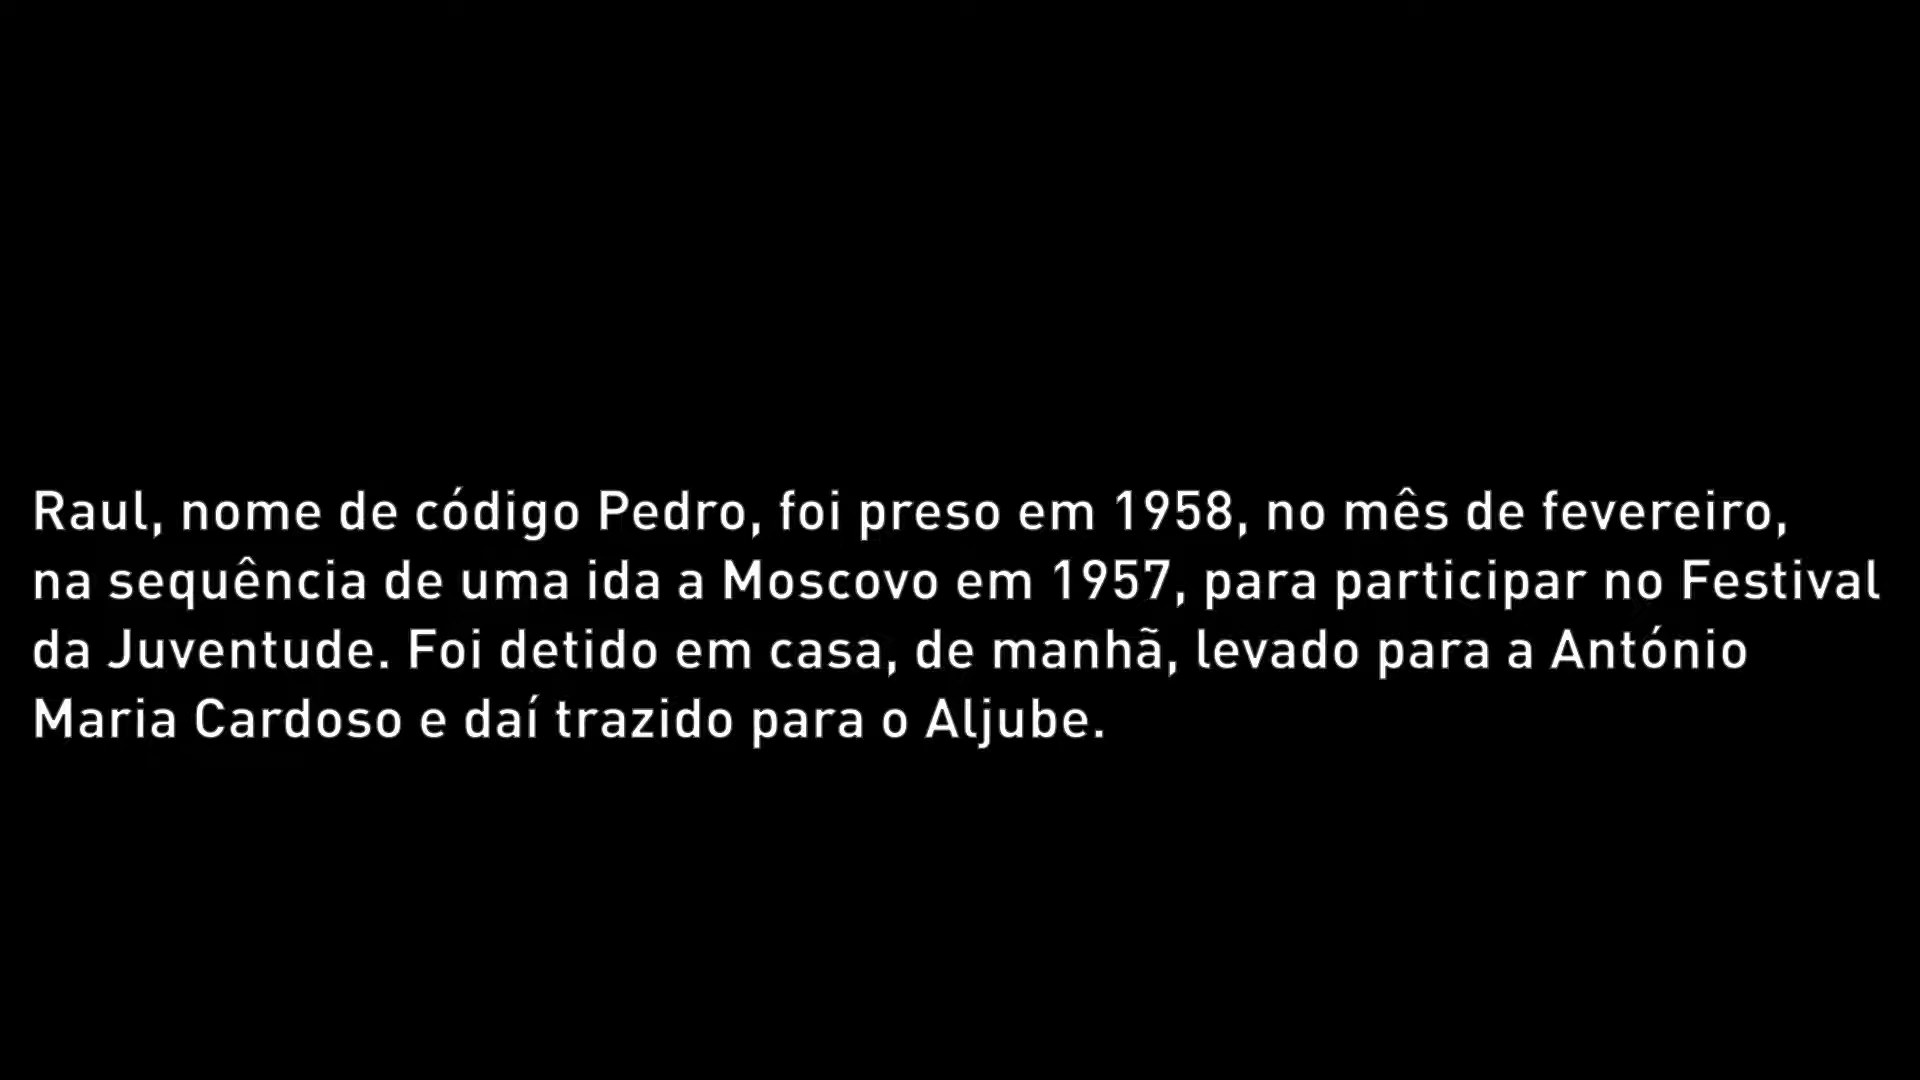 Raul, nome de código Pedro, foi preso em 1958, no mês de fevereiro,
na sequência de uma ida a Moscovo em 1957, para participar no Festival
da Juventude. Foi detido em casa, de manhã, levado para a António
Maria Cardoso e daí trazido para o Aljube.